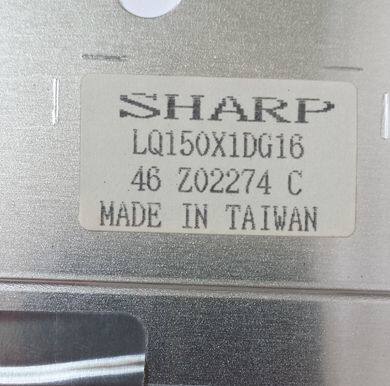 SHARP
LQ150X1DG16
46 Z02274 C
MADE IN TAIWAN